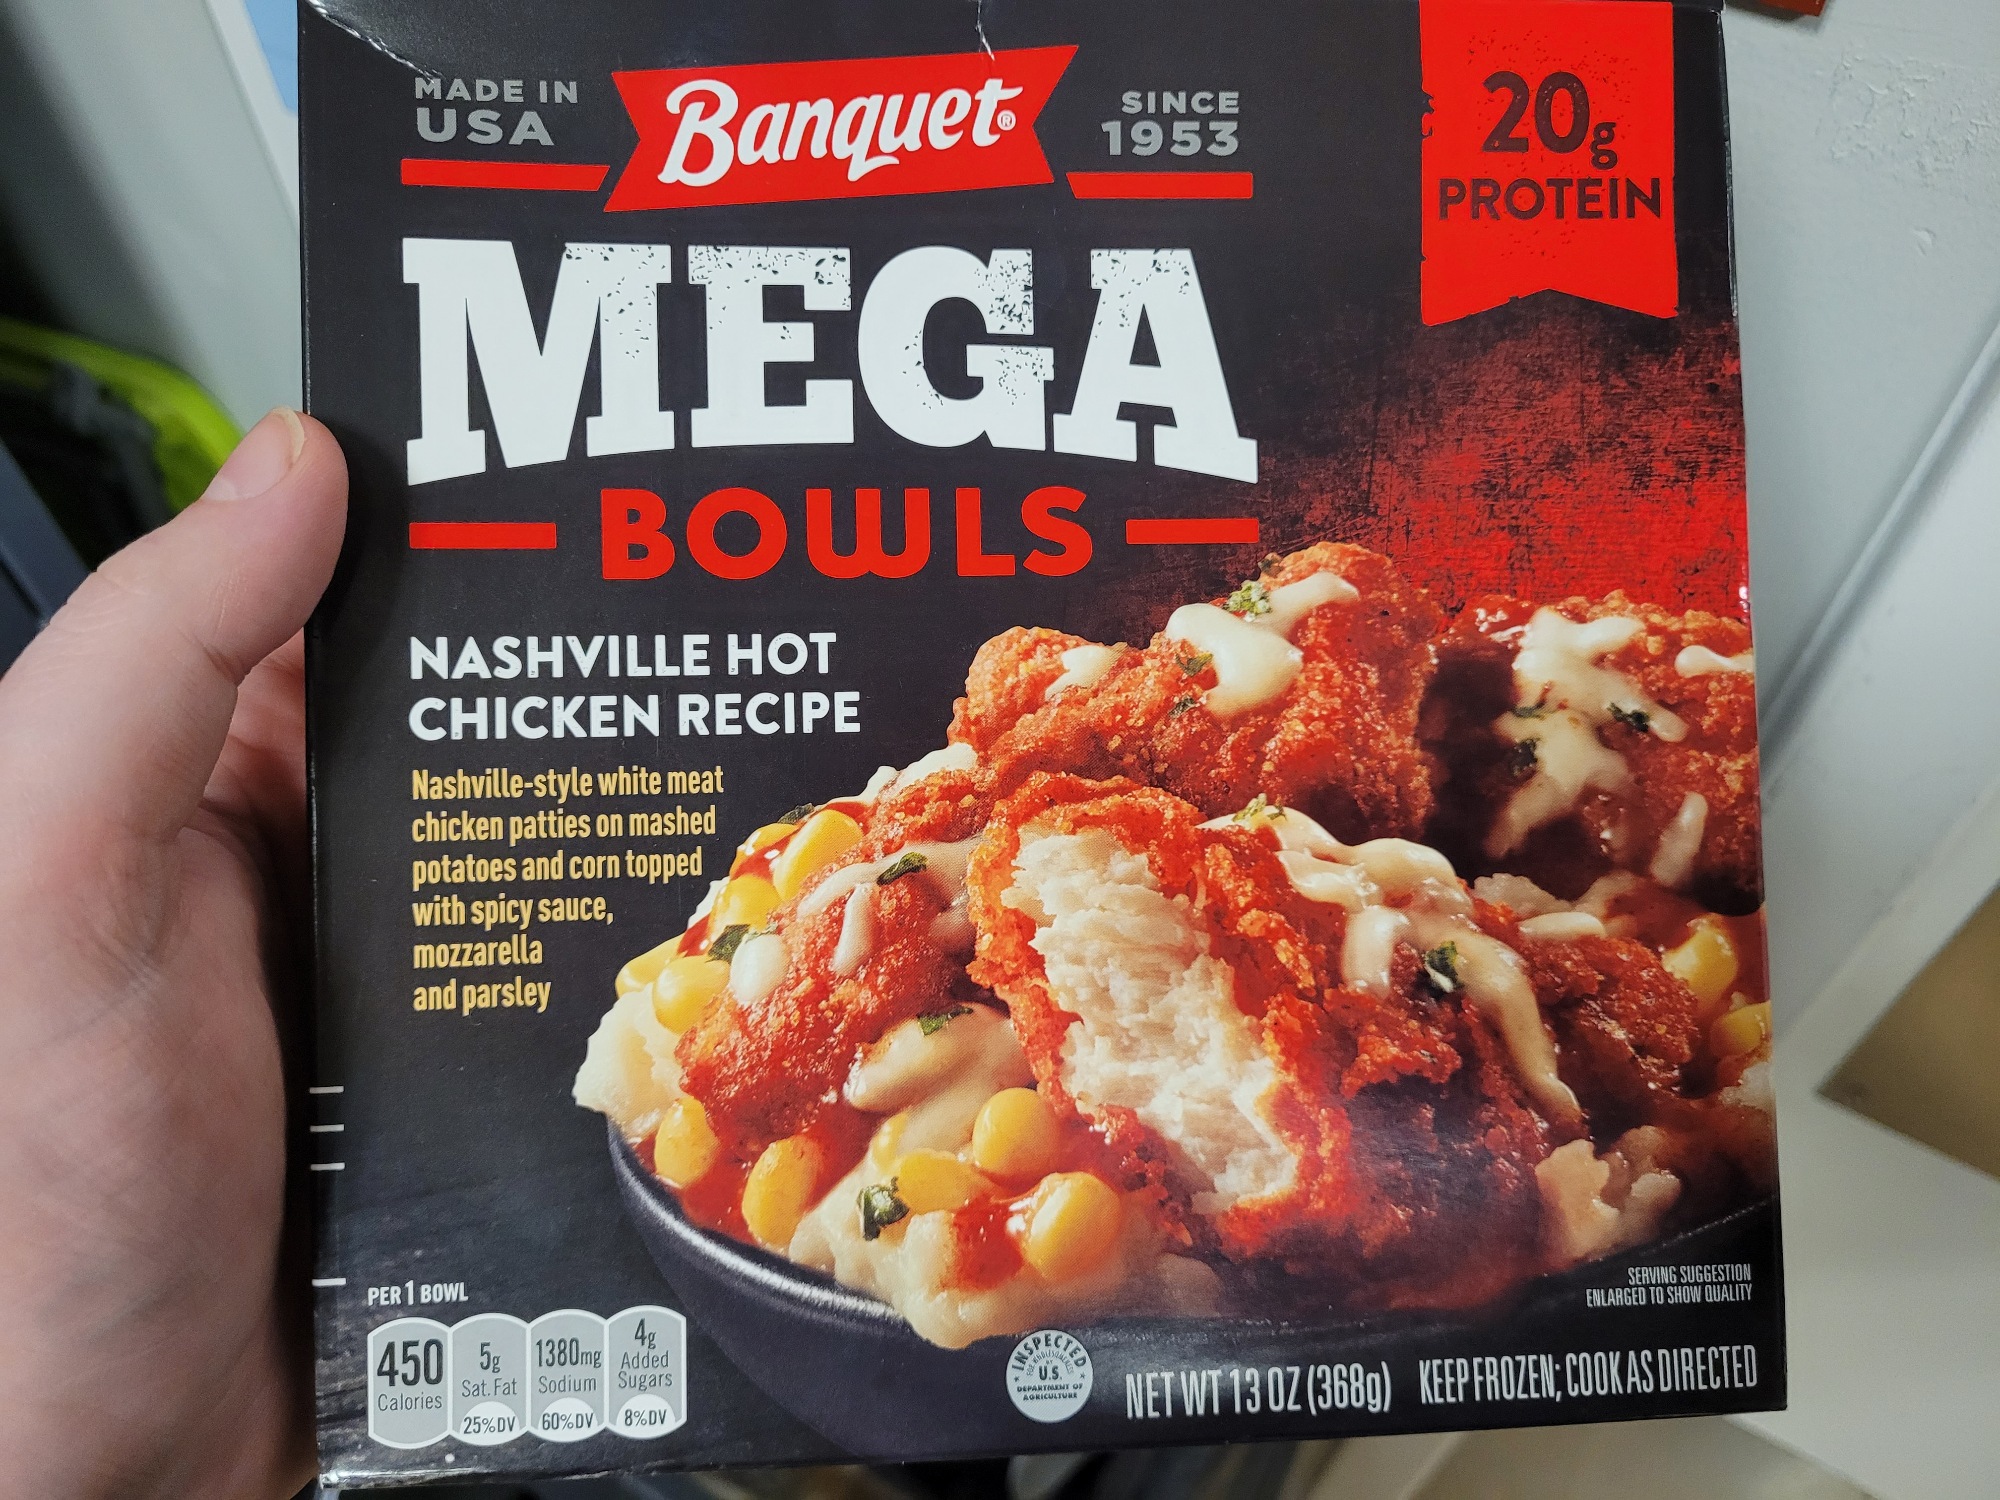 MADE IN
USA
Banquet®
SINCE
1953
20g
PROTEIN
MEGA
BOWLS
NASHVILLE HOT
CHICKEN RECIPE
Nashville-style white meat
chicken patties on mashed
potatoes and corn topped
with spicy sauce,
mozzarella
and parsley
PER 1 BOWL
450
Calories
5g
Sat. Fat
25%DV
1380mg
Sodium
60%DV
4g
Added
Sugars
8%DV
INSPECTED
FOR WHOLESOMENESS
BY
U.S.
DEPARTMENT OF
AGRICULTURE
SERVING SUGGESTION
ENLARGED TO SHOW QUALITY
NET WT 13 OZ (368g)
KEEP FROZEN; COOK AS DIRECTED